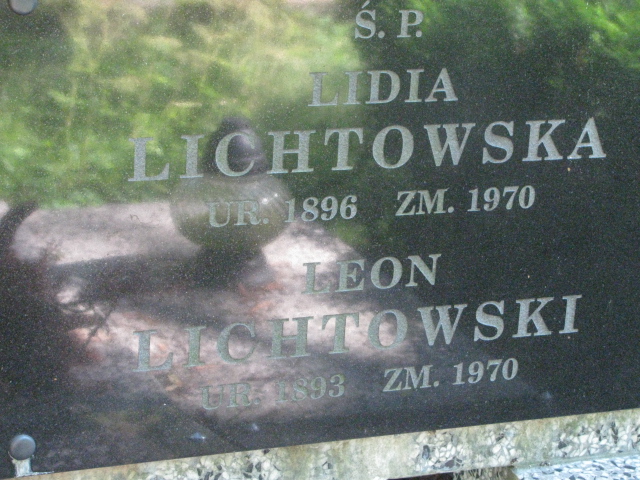 Ś. P.
LIDIA
LICHTOWSKA
UR. 1896 ZM. 1970
LEON
LICHTOWSKI
UR. 1893 ZM. 1970